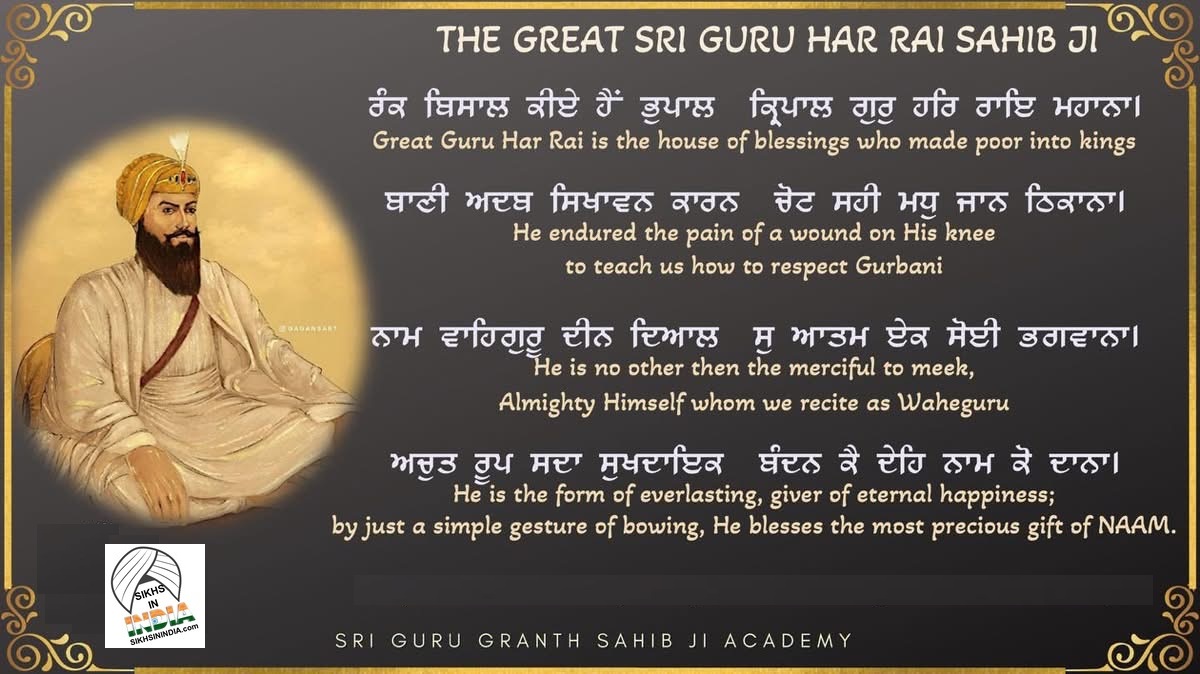 THE GREAT SRI GURU HAR RAI SAHIB JI
ਰੰਕ ਬਿਸਾਲ ਕੀਏ ਹੈਂ ਭੁਪਾਲ ਕ੍ਰਿਪਾਲ ਗੁਰੁ ਹਰਿ ਰਾਇ ਮਹਾਨਾ।
Great Guru Har Rai is the house of blessings who made poor into kings
ਬਾਣੀ ਅਦਬ ਸਿਖਾਵਨ ਕਾਰਨ ਚੋਟ ਸਹੀ ਮਧੁ ਜਾਨ ਠਿਕਾਨਾ।
He endured the pain of a wound on His knee
to teach us how to respect Gurbani
@GAGANSART
ਨਾਮ ਵਾਹਿਗੁਰੂ ਦੀਨ ਦਿਆਲ ਸੁ ਆਤਮ ਏਕ ਸੋਈ ਭਗਵਾਨਾ।
He is no other then the merciful to meek,
Almighty Himself whom we recite as Waheguru
ਅਚੁਤ ਰੂਪ ਸਦਾ ਸੁਖਦਾਇਕ ਬੰਦਨ ਕੈ ਦੇਹਿ ਨਾਮ ਕੋ ਦਾਨਾ।
He is the form of everlasting, giver of eternal happiness;
by just a simple gesture of bowing, He blesses the most precious gift of NAAM.
SIKHS
IN
INDIA
SIKHSININDIA.com
SRI GURU GRANTH SAHIB JI ACADEMY